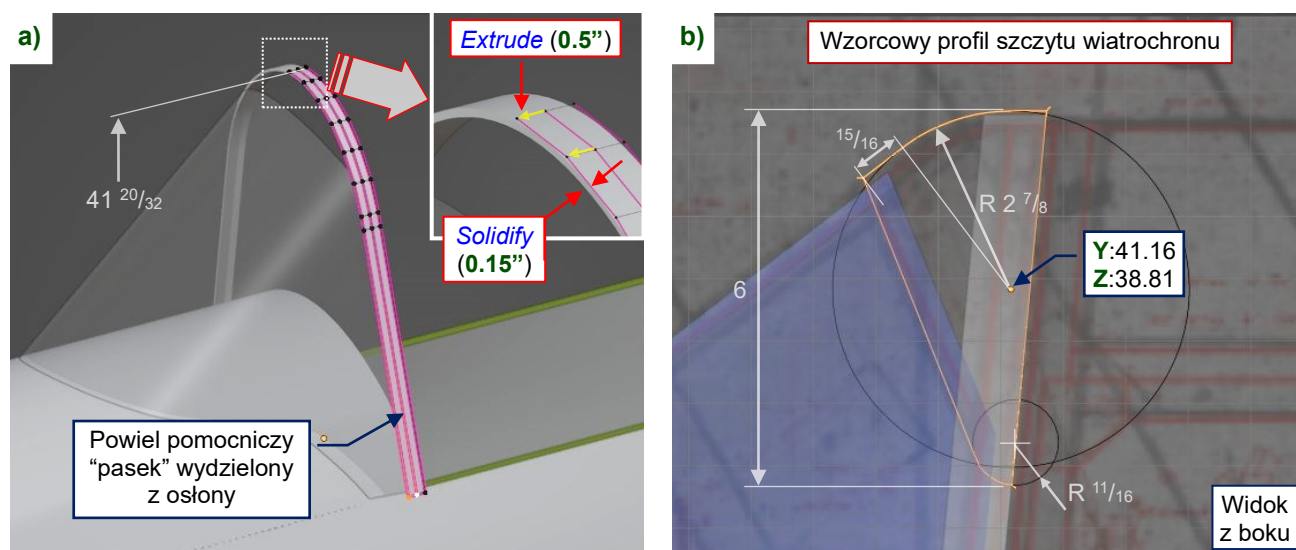 a)
Extrude (0.5”)
41 20/32
Solidify
(0.15”)
Powiel pomocniczy
“pasek” wydzielony
z osłony
b)
Wzorcowy profil szczytu wiatrochronu
15/16
R 2 7/8
Y:41.16
Z:38.81
6
R 11/16
Widok
z boku